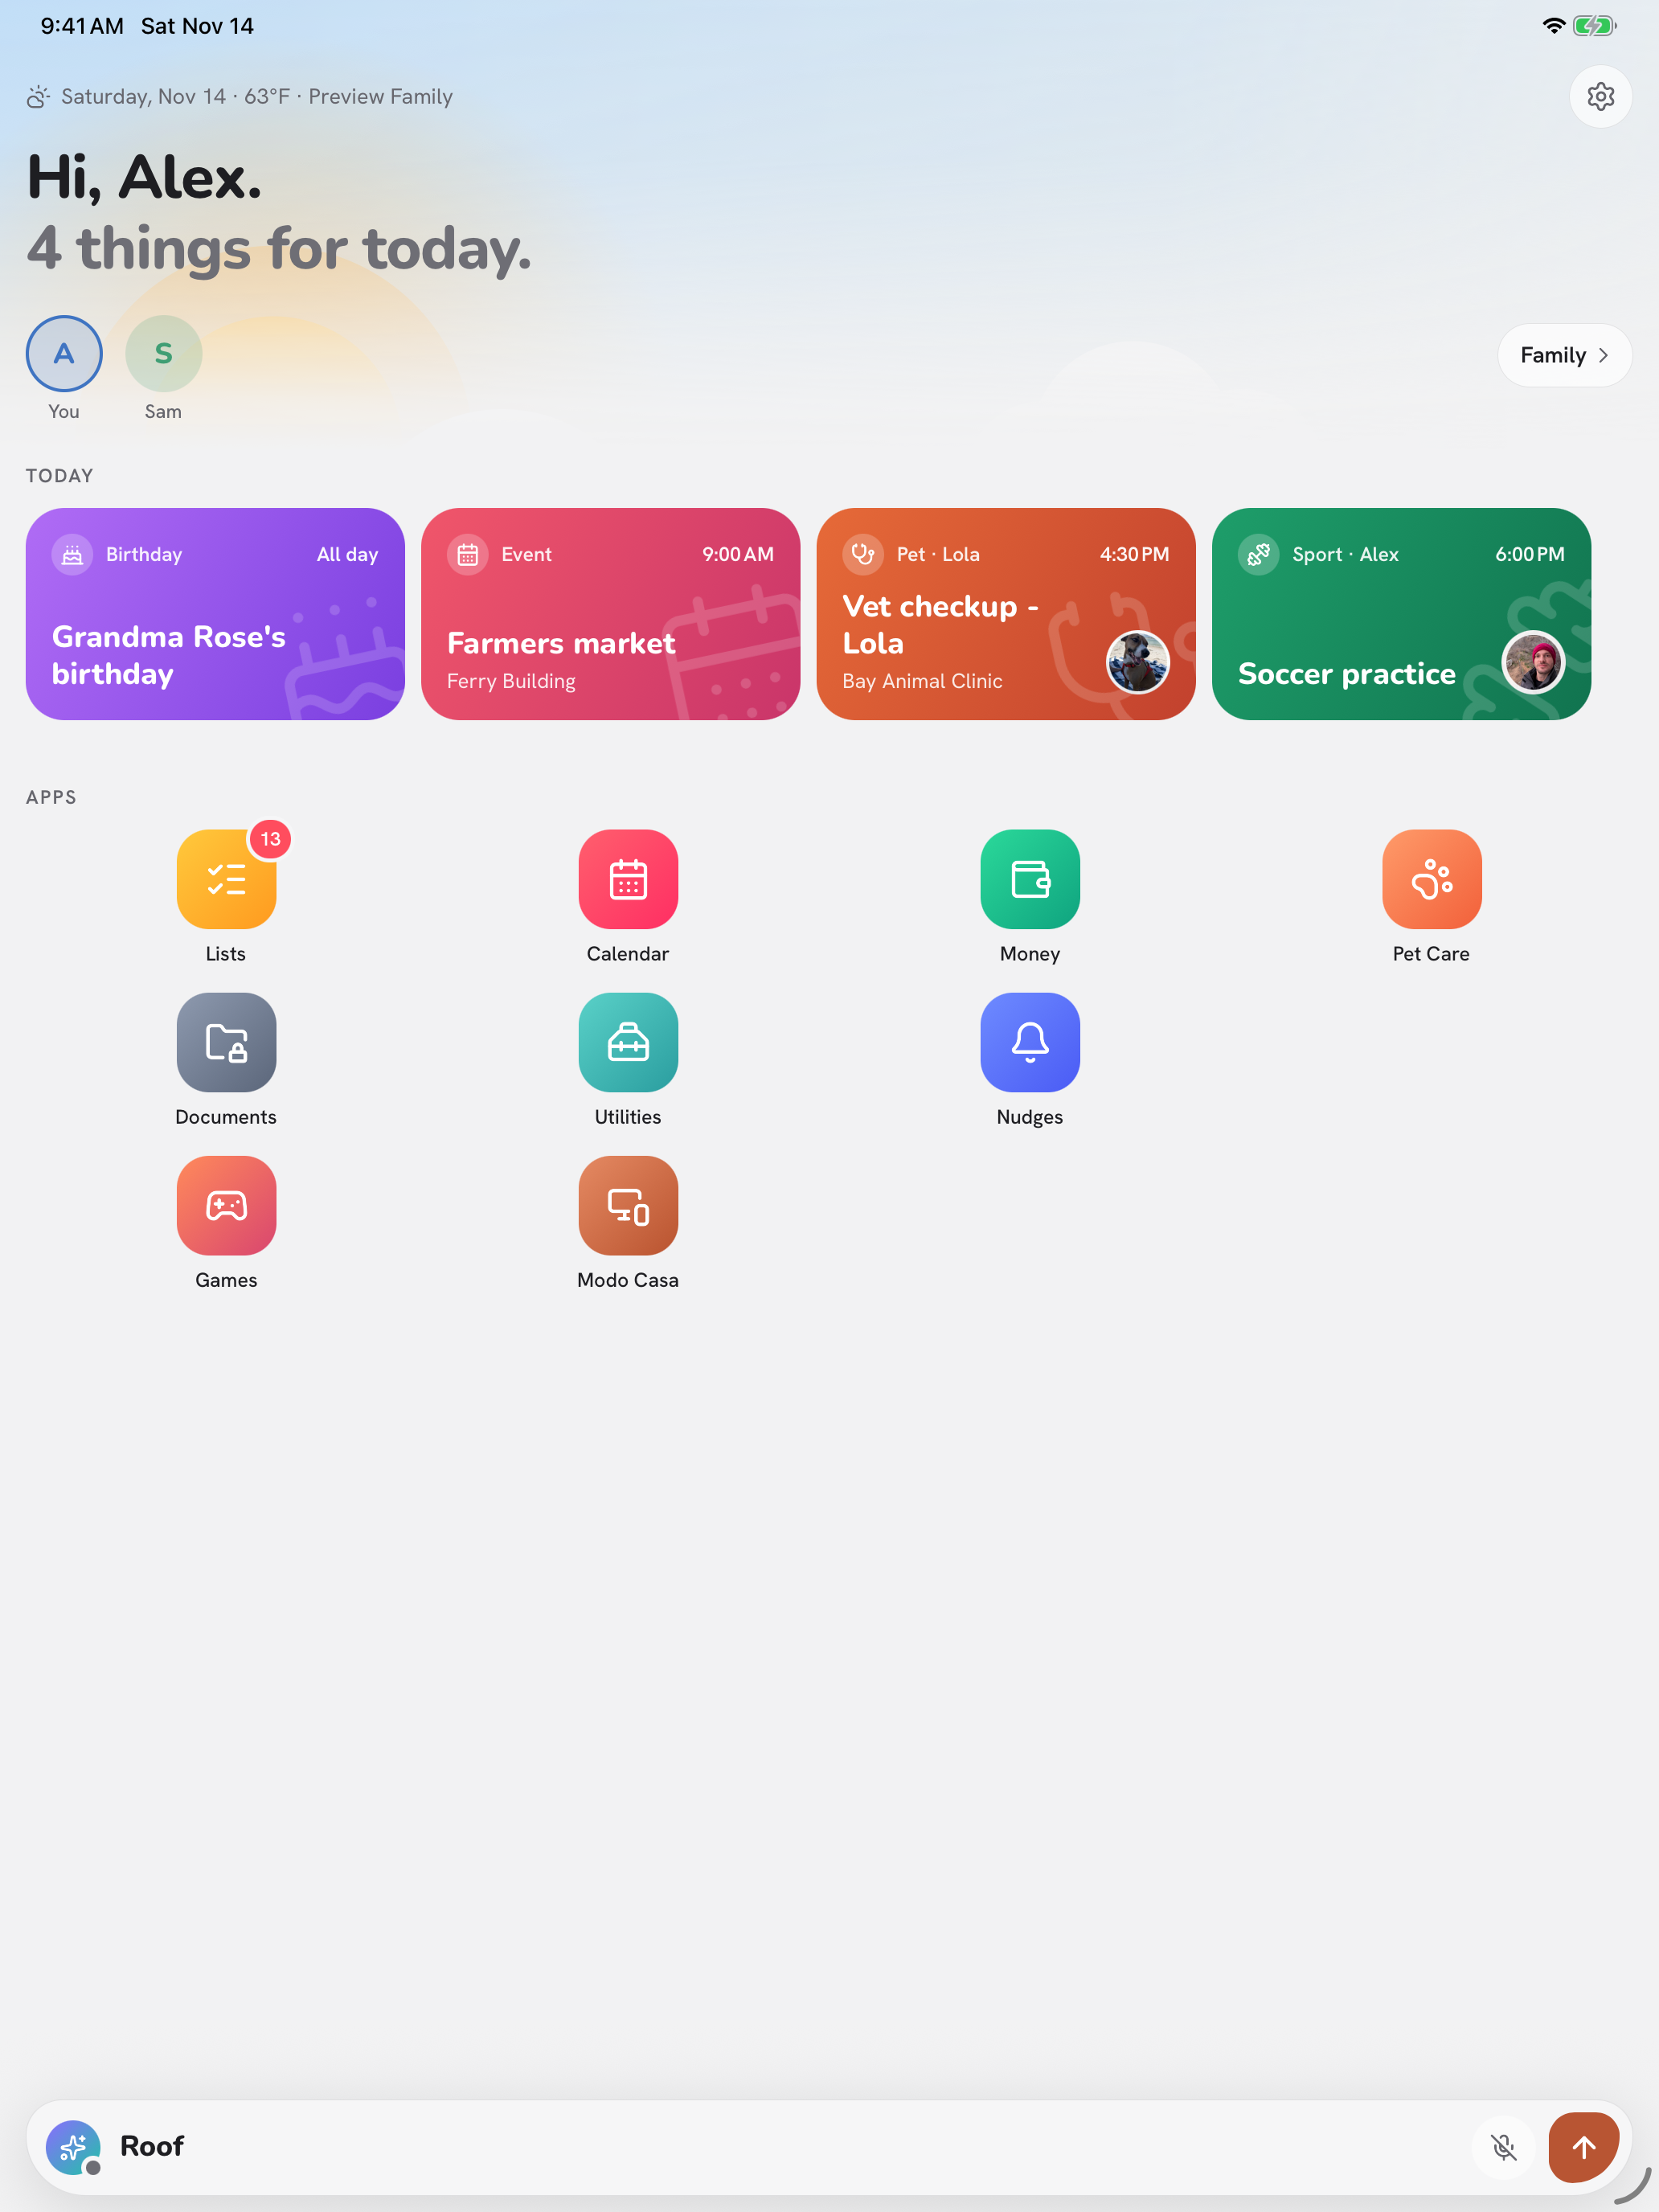 9:41 AM Sat Nov 14
Saturday, Nov 14 · 63°F · Preview Family
Hi, Alex.
4 things for today.
A
S
You
Sam
Family
TODAY
Birthday
All day
Grandma Rose's
birthday
Event
9:00 AM
Farmers market
Ferry Building
Pet · Lola
4:30 PM
Vet checkup -
Lola
Bay Animal Clinic
Sport · Alex
6:00 PM
Soccer practice
APPS
13
Lists
Calendar
Money
Pet Care
Documents
Utilities
Nudges
Games
Modo Casa
Roof